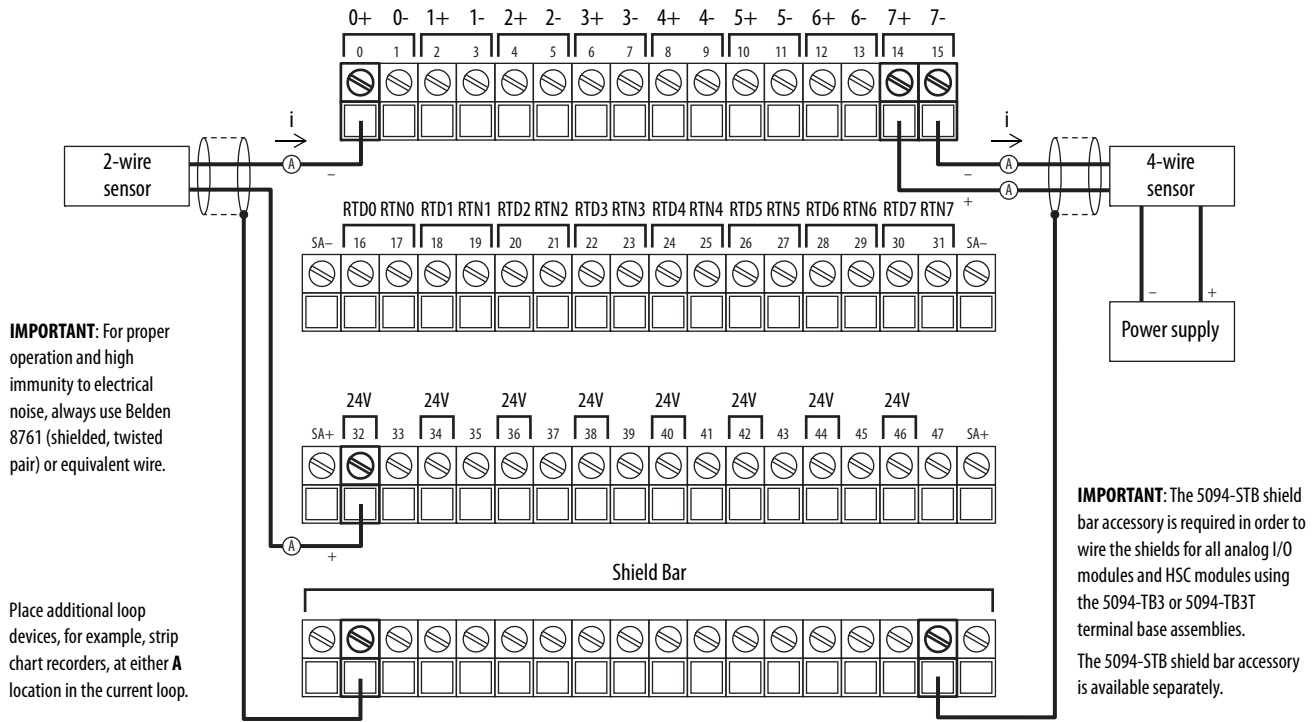 0+ 0- 1+ 1- 2+ 2- 3+ 3- 4+ 4- 5+ 5- 6+ 6- 7+ 7-
0 1 2 3 4 5 6 7 8 9 10 11 12 13 14 15
i
i
2-wire
sensor
A
–
A
–
A
+
4-wire
sensor
RTD0 RTN0 RTD1 RTN1 RTD2 RTN2 RTD3 RTN3 RTD4 RTN4 RTD5 RTN5 RTD6 RTN6 RTD7 RTN7
SA– 16 17 18 19 20 21 22 23 24 25 26 27 28 29 30 31 SA–
– +
Power supply
IMPORTANT: For proper
operation and high
immunity to electrical
noise, always use Belden
8761 (shielded, twisted
pair) or equivalent wire.
24V 24V 24V 24V 24V 24V 24V 24V
SA+ 32 33 34 35 36 37 38 39 40 41 42 43 44 45 46 47 SA+
A
+
IMPORTANT: The 5094-STB shield
bar accessory is required in order to
wire the shields for all analog I/O
modules and HSC modules using
the 5094-TB3 or 5094-TB3T
terminal base assemblies.
The 5094-STB shield bar accessory
is available separately.
Shield Bar
Place additional loop
devices, for example, strip
chart recorders, at either A
location in the current loop.